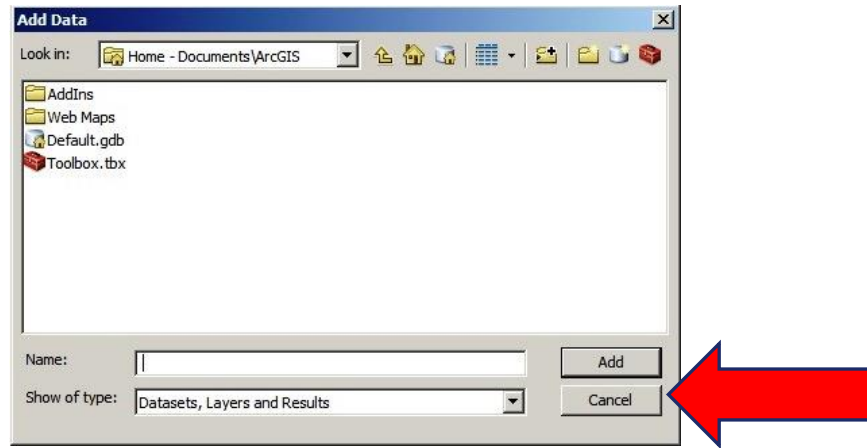 Add Data
Look in: Home - Documents\ArcGIS
AddIns
Web Maps
Default.gdb
Toolbox.tbx
Name: Add
Show of type: Datasets, Layers and Results Cancel